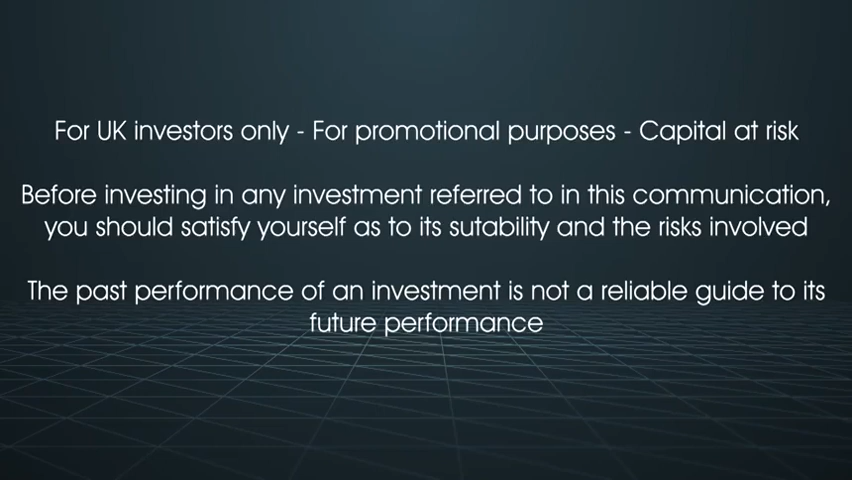 For UK investors only - For promotional purposes - Capital at risk
Before investing in any investment referred to in this communication,
you should satisfy yourself as to its sutability and the risks involved
The past performance of an investment is not a reliable guide to its
future performance